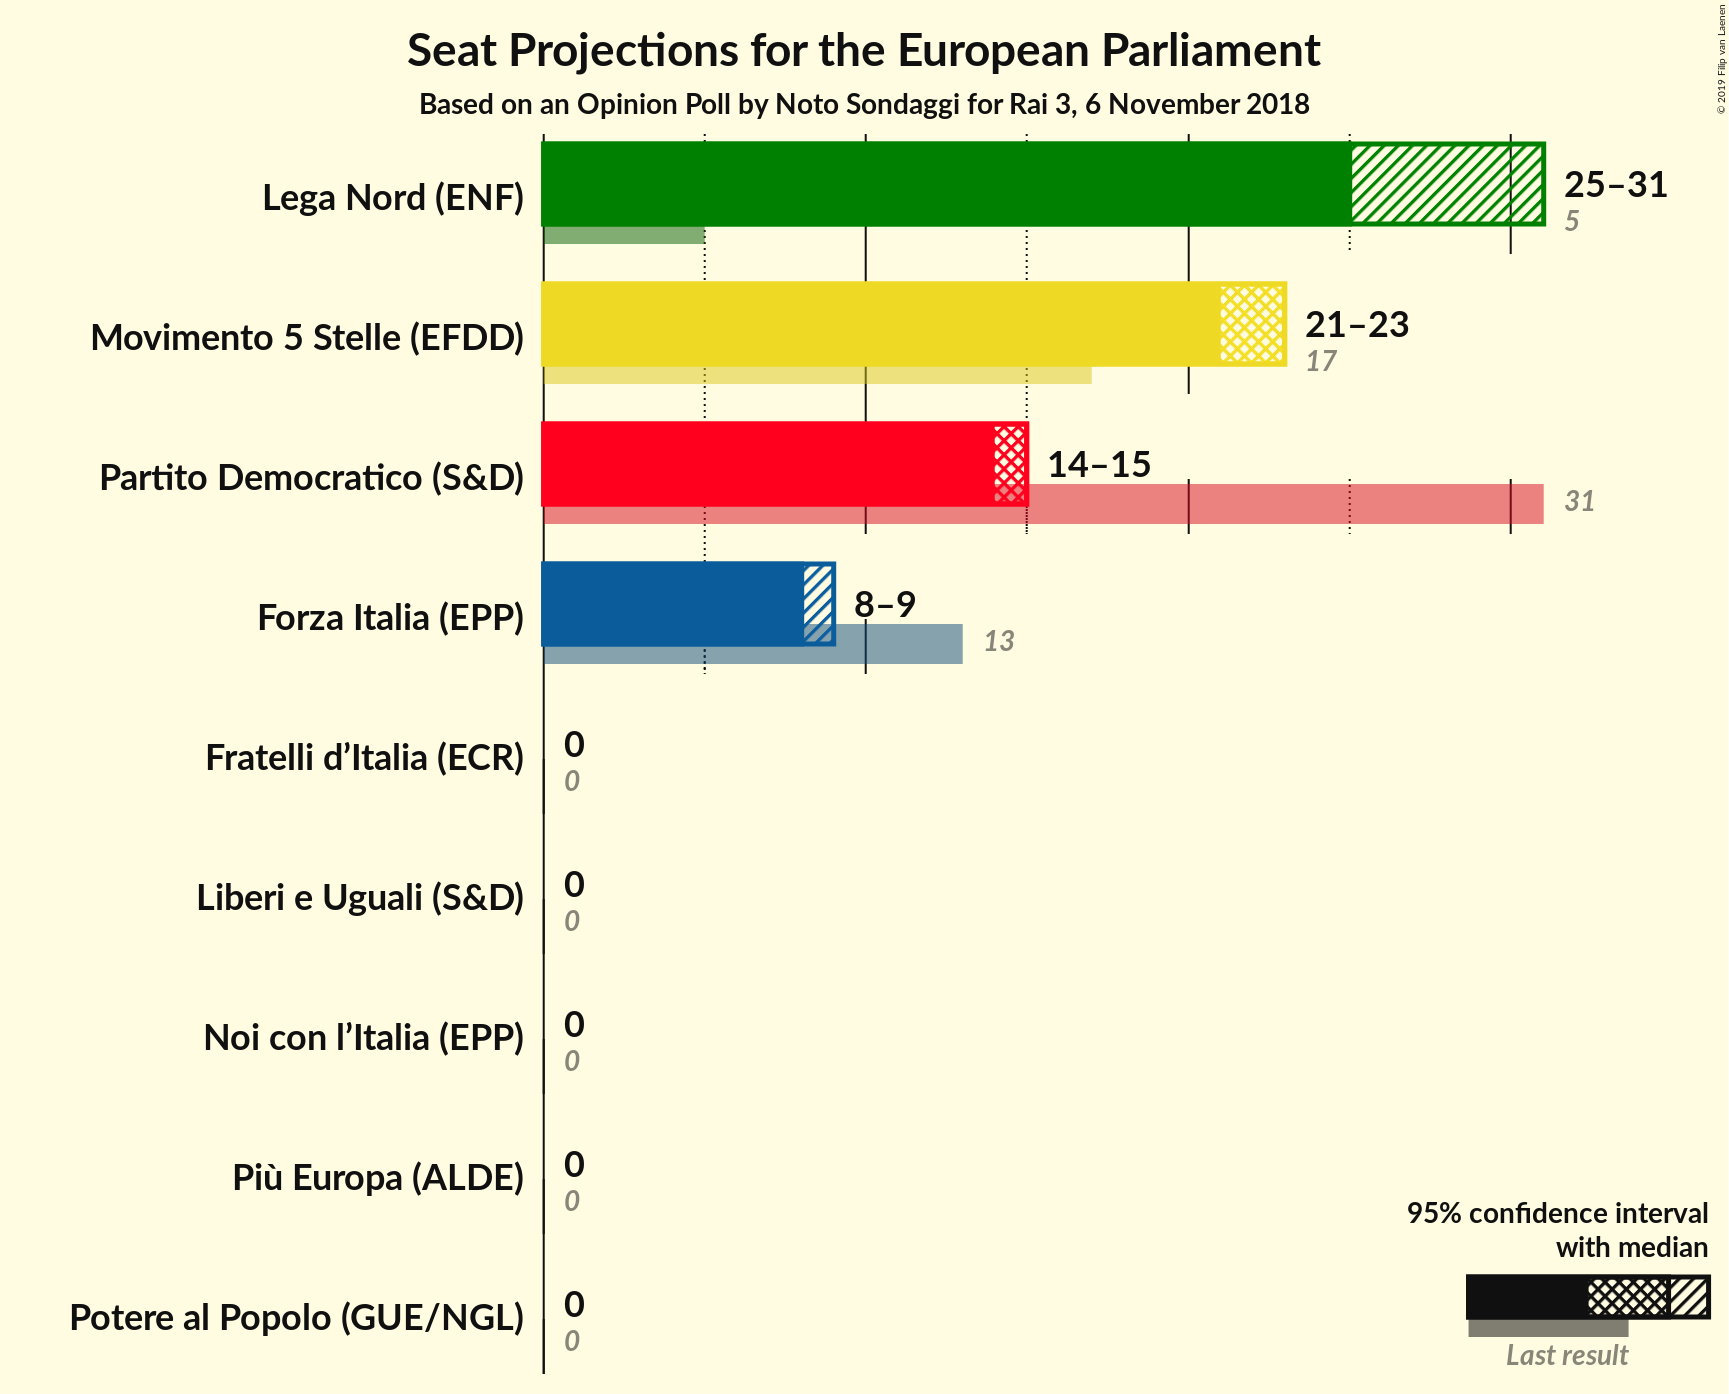 Seat Projections for the European Parliament
Based on an Opinion Poll by Noto Sondaggi for Rai 3, 6 November 2018
© 2019 Filip van Laenen
Lega Nord (ENF)
25–31
5
Movimento 5 Stelle (EFDD)
21–23
17
Partito Democratico (S&D)
14–15
31
Forza Italia (EPP)
8–9
13
Fratelli d’Italia (ECR)
0
0
Liberi e Uguali (S&D)
0
0
Noi con l’Italia (EPP)
0
0
Più Europa (ALDE)
0
0
Potere al Popolo (GUE/NGL)
0
0
95% confidence interval
with median
Last result